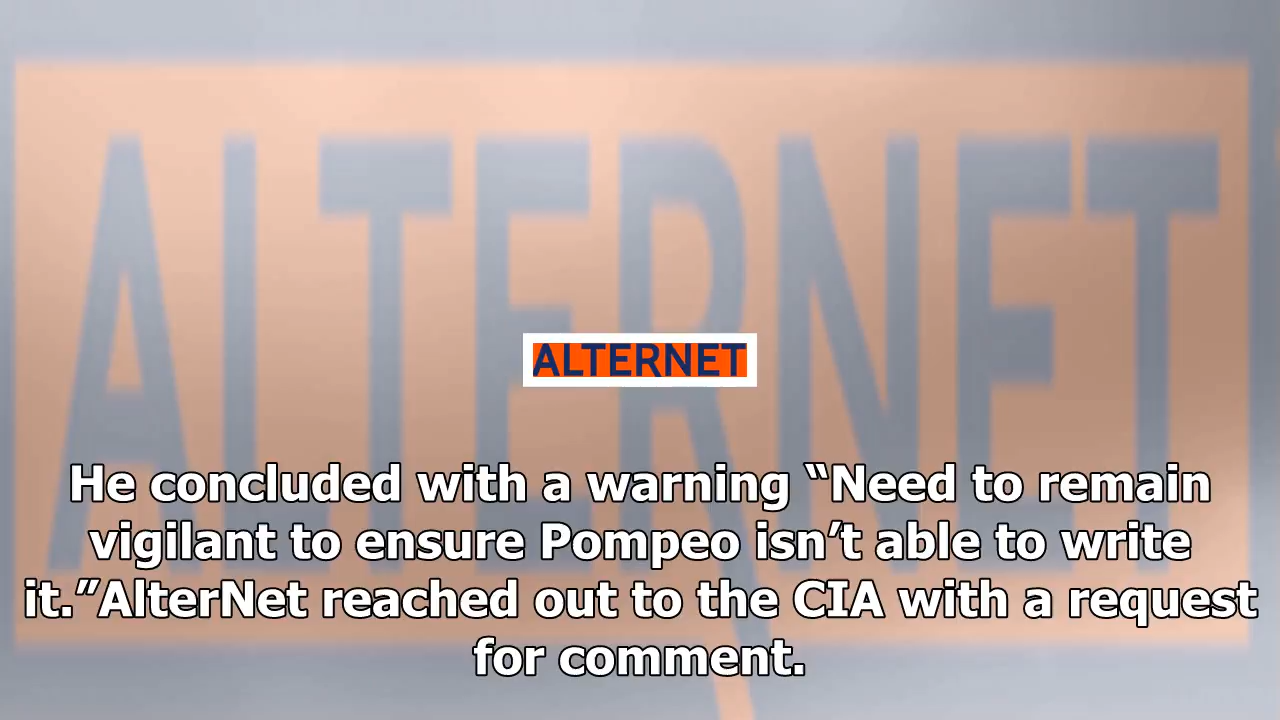 ALTERNET
ALTERNET
He concluded with a warning “Need to remain
vigilant to ensure Pompeo isn’t able to write
it.”AlterNet reached out to the CIA with a request
for comment.